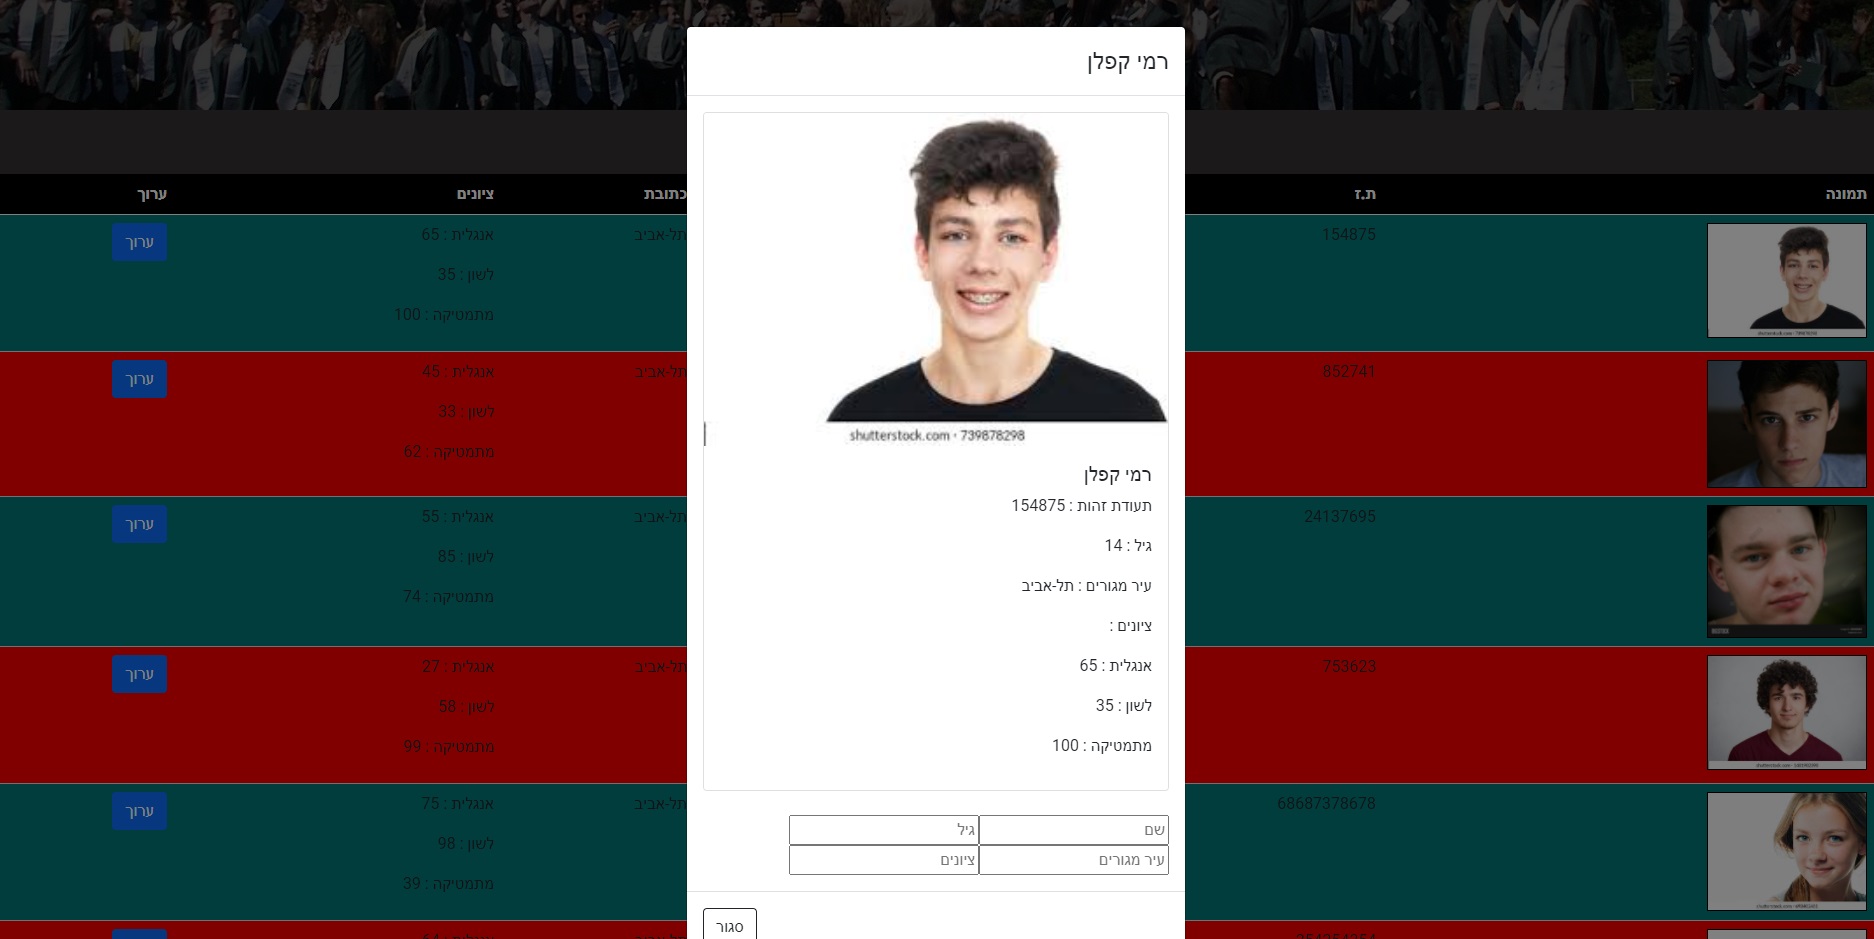 רמי קפלן
shutterstock.com · 739878298
רמי קפלן
תעודת זהות : 154875
גיל : 14
עיר מגורים : תל-אביב
ציונים :
אנגלית : 65
לשון : 35
מתמטיקה : 100
שם
גיל
עיר מגורים
ציונים
סגור
תמונה
ת.ז
כתובת
ציונים
ערוך
154875
תל-אביב
אנגלית : 65
לשון : 35
מתמטיקה : 100
ערוך
852741
תל-אביב
אנגלית : 45
לשון : 33
מתמטיקה : 62
ערוך
24137695
תל-אביב
אנגלית : 55
לשון : 85
מתמטיקה : 74
ערוך
753623
תל-אביב
אנגלית : 27
לשון : 58
מתמטיקה : 99
ערוך
68687378678
תל-אביב
אנגלית : 75
לשון : 98
מתמטיקה : 39
ערוך